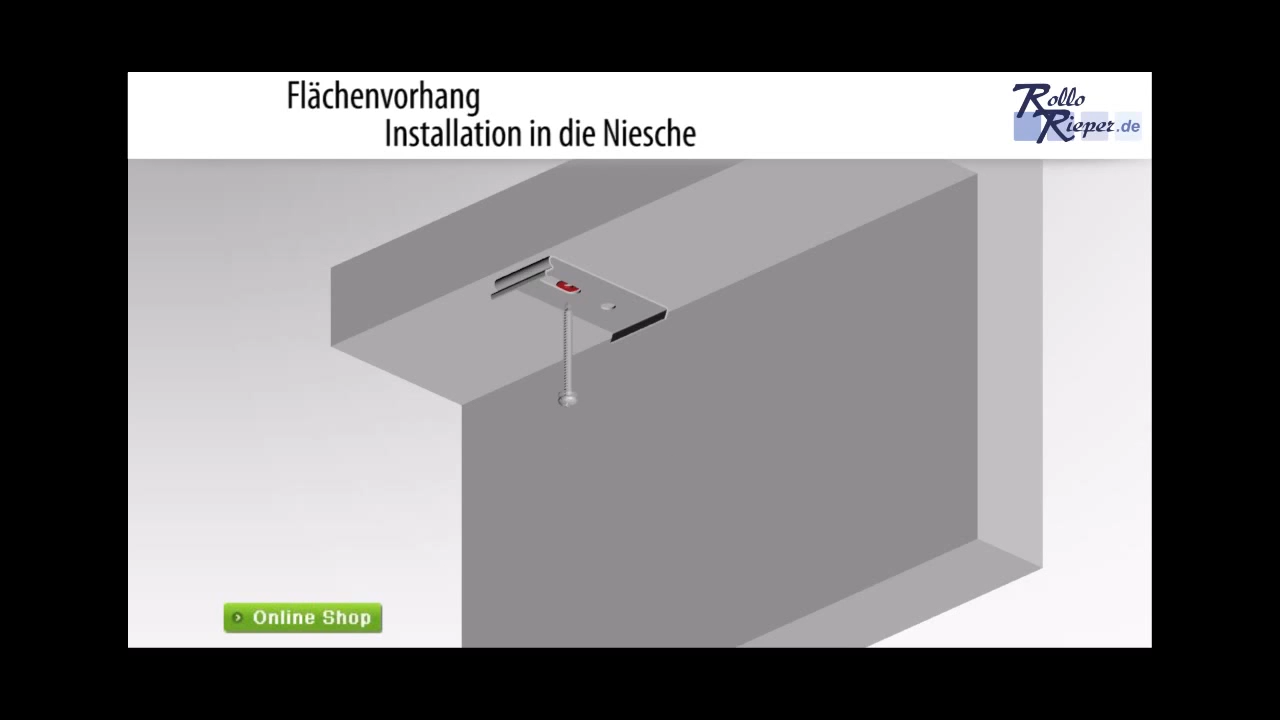 Flächenvorhang
Installation in die Niesche
Rollo
Rieper.de
Online Shop